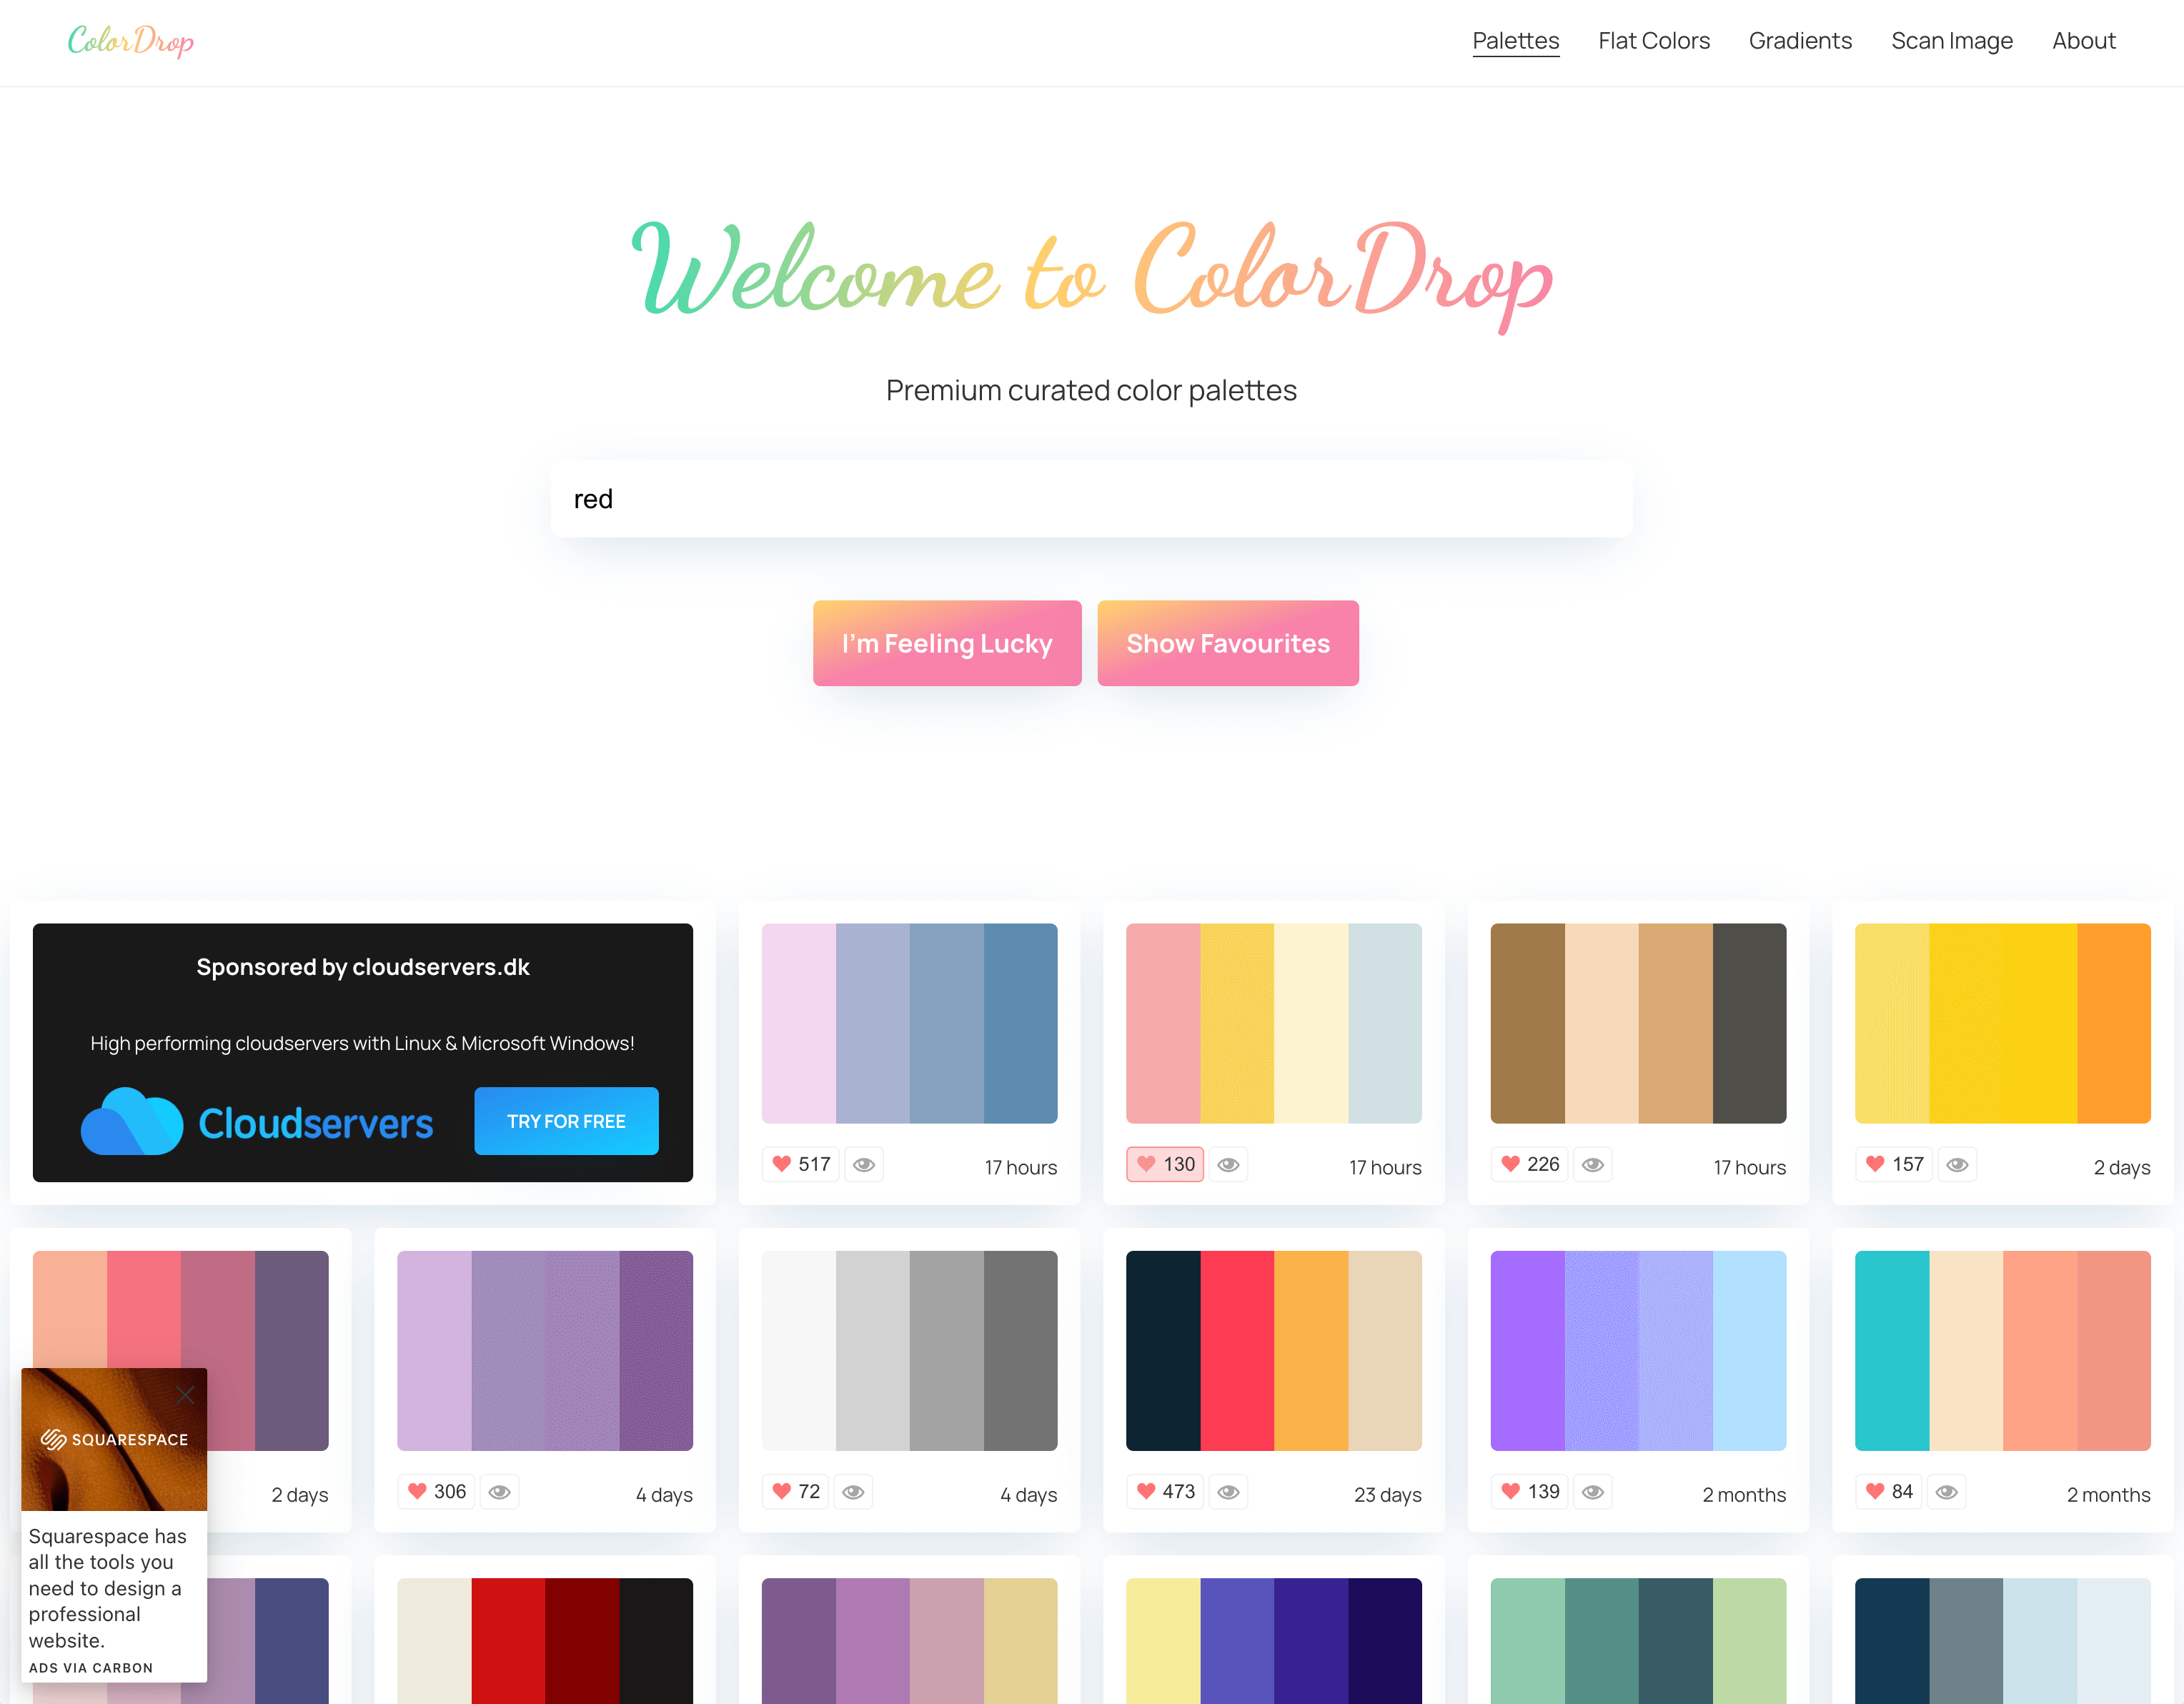 ColorDrop
Palettes
Flat Colors
Gradients
Scan Image
About
Welcome to ColorDrop
Premium curated color palettes
red
I'm Feeling Lucky
Show Favourites
Sponsored by cloudservers.dk
High performing cloudservers with Linux & Microsoft Windows!
Cloudservers
TRY FOR FREE
517
17 hours
130
17 hours
226
17 hours
157
2 days
2 days
306
4 days
72
4 days
473
23 days
139
2 months
84
2 months
SQUARESPACE
Squarespace has
all the tools you
need to design a
professional
website.
ADS VIA CARBON